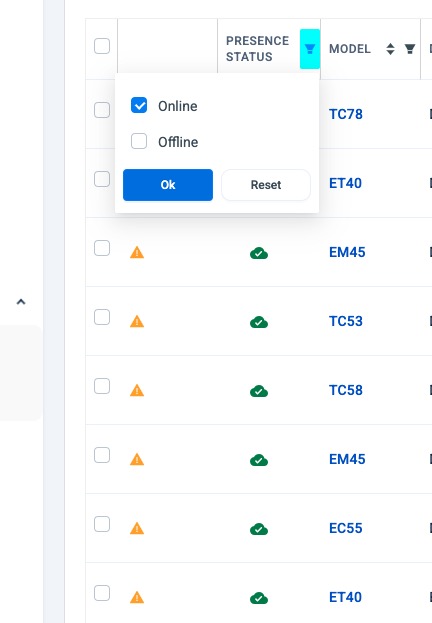 PRESENCE
STATUS
MODEL
Online
Offline
Ok
Reset
TC78
ET40
EM45
TC53
TC58
EM45
EC55
ET40